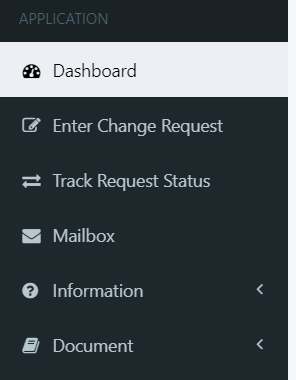 APPLICATION
Dashboard
Enter Change Request
Track Request Status
Mailbox
Information
Document